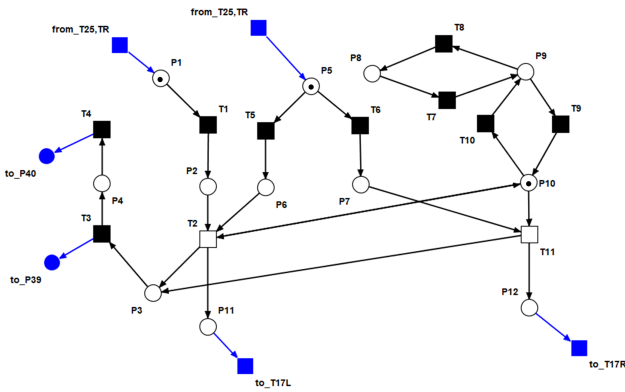 from_T25,TR
from_T25,TR
T8
P1
P5
P8
P9
T4
T1
T5
T6
T7
T10
T9
to_P40
P4
P2
P6
P7
P10
T3
T2
T11
to_P39
P3
P11
P12
to_T17L
to_T17R